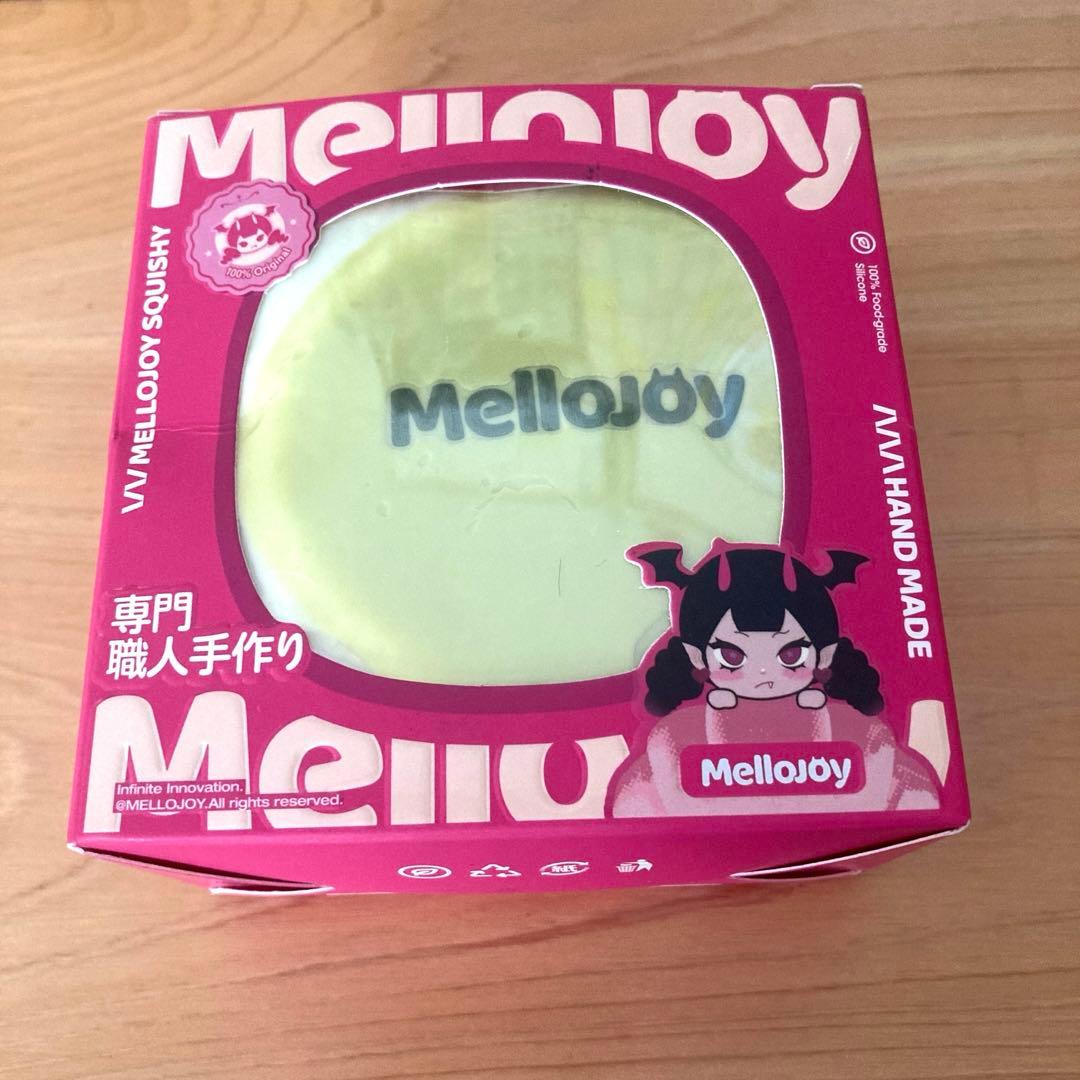 Mellojoy
100% Original
MELLOJOY SQUISHY
100% Food-grade
Silicone
Mellojoy
HAND MADE
専門
職人手作り
Mellojoy
Infinite Innovation.
@MELLOJOY.All rights reserved.
紙